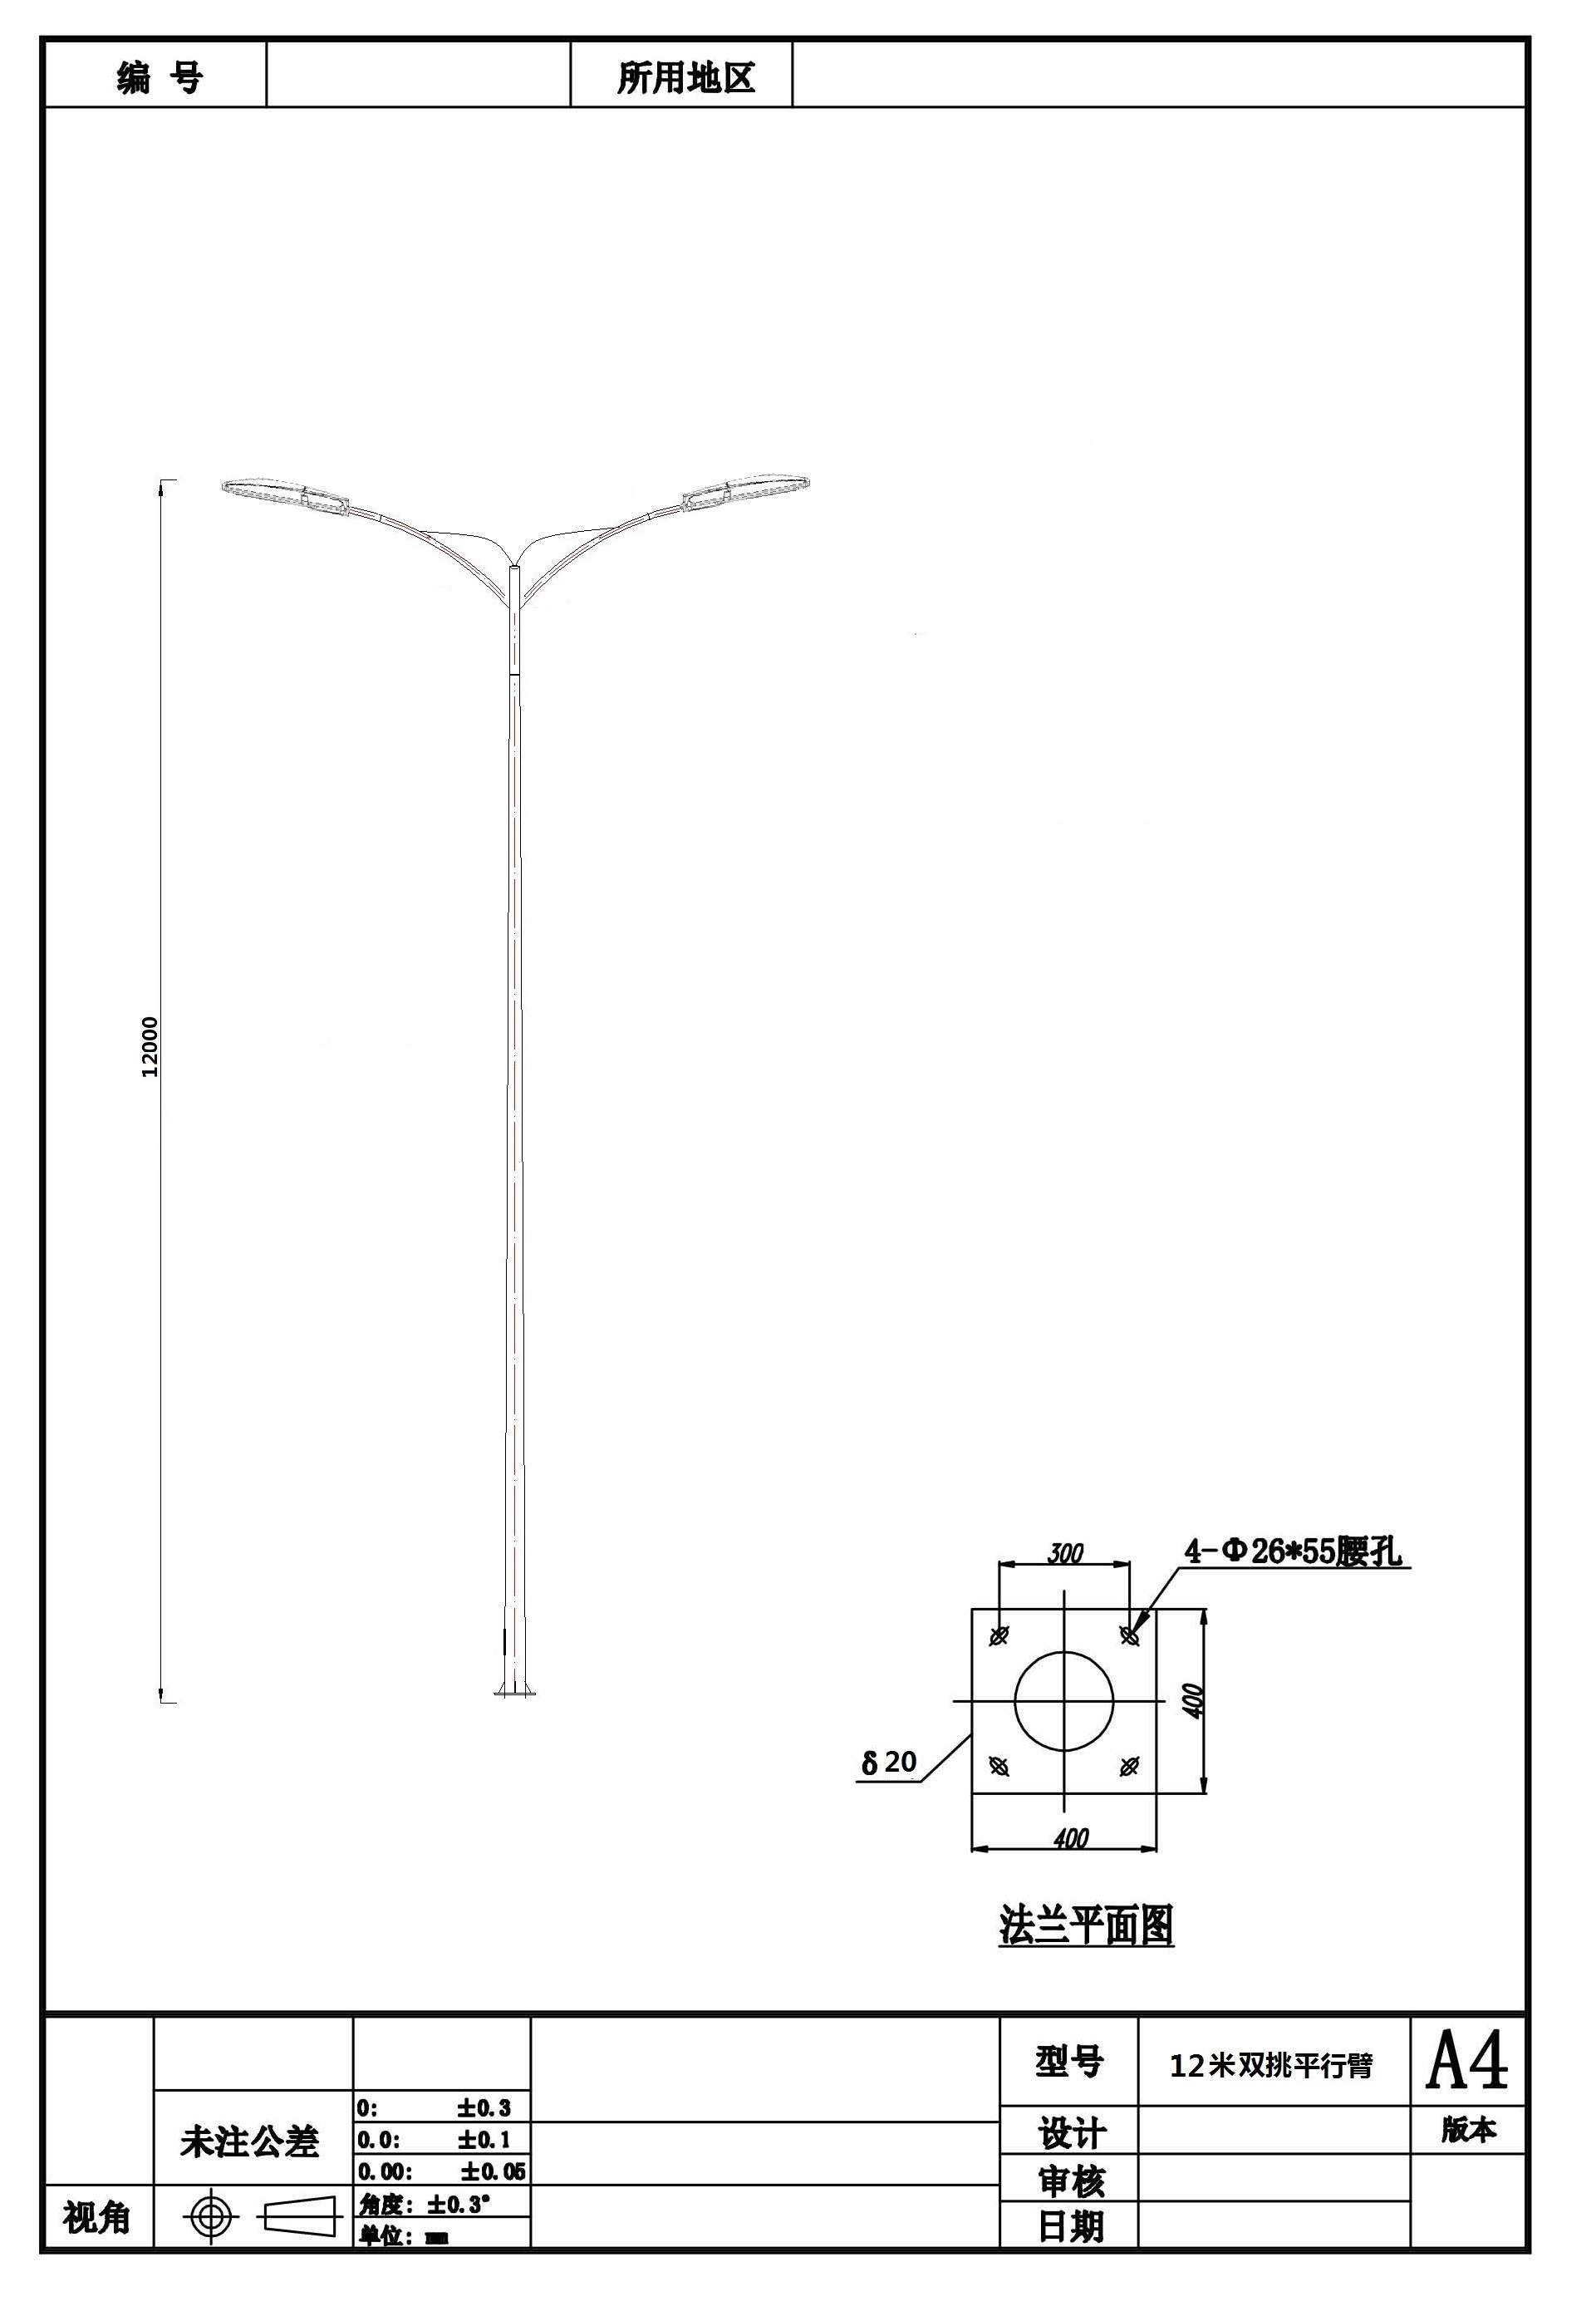 编 号
所用地区
12000
300
4-Φ26*55腰孔
400
δ 20
400
法兰平面图
型号
12米双挑平行臂
A4
0: ±0.3
未注公差
0.0: ±0.1
设计
版本
0.00: ±0.05
审核
视角
角度: ±0.3°
日期
单位: mm